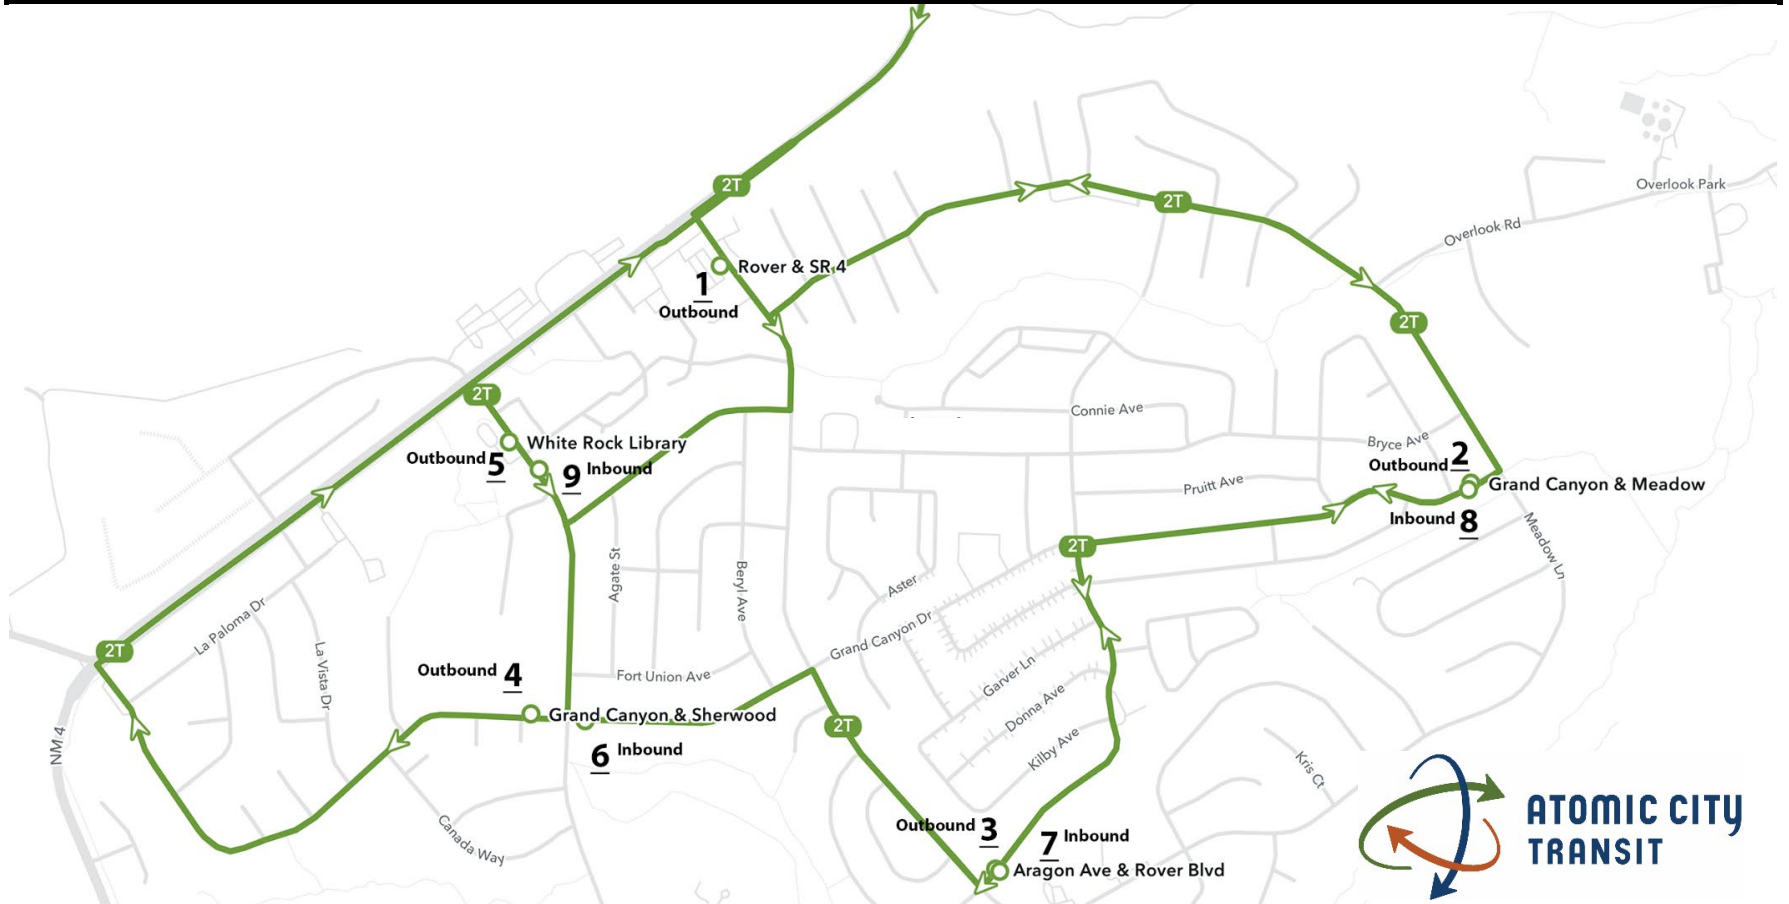 2T
Overlook Park
2T
Overlook Rd
Rover & SR 4
1
Outbound
2T
2T
Connie Ave
White Rock Library
Bryce Ave
Outbound 5
9 Inbound
Outbound 2
Grand Canyon & Meadow
Pruitt Ave
Inbound 8
Meadow Ln
2T
Agate St
Beryl Ave
Aster
Grand Canyon Dr
La Paloma Dr
2T
La Vista Dr
Outbound 4
Fort Union Ave
Garver Ln
Donna Ave
Grand Canyon & Sherwood
2T
NM 4
6 Inbound
Kilby Ave
Kris Ct
Canada Way
Outbound 3
7 Inbound
Aragon Ave & Rover Blvd
ATOMIC CITY
TRANSIT